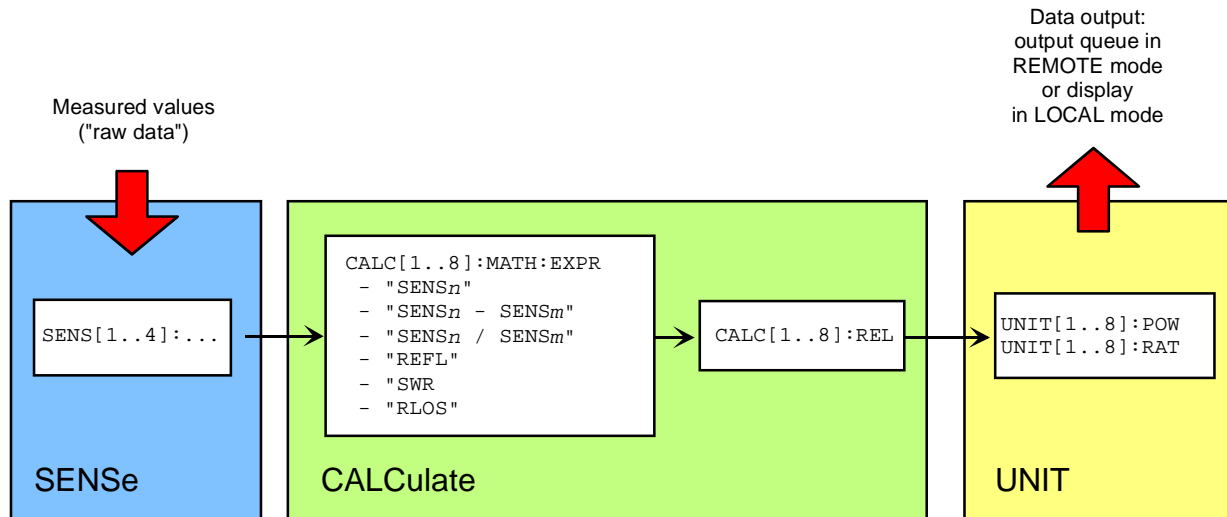 Measured values
("raw data")
Data output:
output queue in
REMOTE mode
or display
in LOCAL mode
SENS[1..4]:...
SENSe
CALC[1..8]:MATH:EXPR
- "SENSn"
- "SENSn - SENSm"
- "SENSn / SENSm"
- "REFL"
- "SWR
- "RLOS"
CALC[1..8]:REL
CALCulate
UNIT[1..8]:POW
UNIT[1..8]:RAT
UNIT